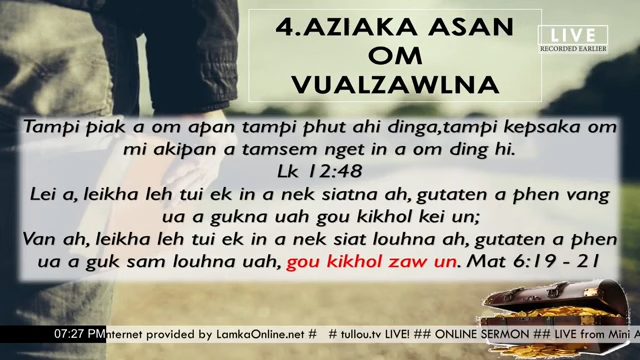 4.AZIAKA ASAN
OM
VUALZAWLNA
LIVE
RECORDED EARLIER
Tampi piak a om apan tampi phut ahi dinga,tampi kepsaka om
mi akipan a tamsem nget in a om ding hi.
Lk 12:48
Lei a, leikha leh tui ek in a nek siatna ah, gutaten a phen vang
ua a gukna uah gou kikhol kei un;
Van ah, leikha leh tui ek in a nek siat louhna ah, gutaten a phen
ua a guk sam louhna uah, gou kikhol zaw un. Mat 6:19 - 21
07:27 PM nternet provided by LamkaOnline.net # # tullou.tv LIVE! ## ONLINE SERMON ## LIVE from Mini A